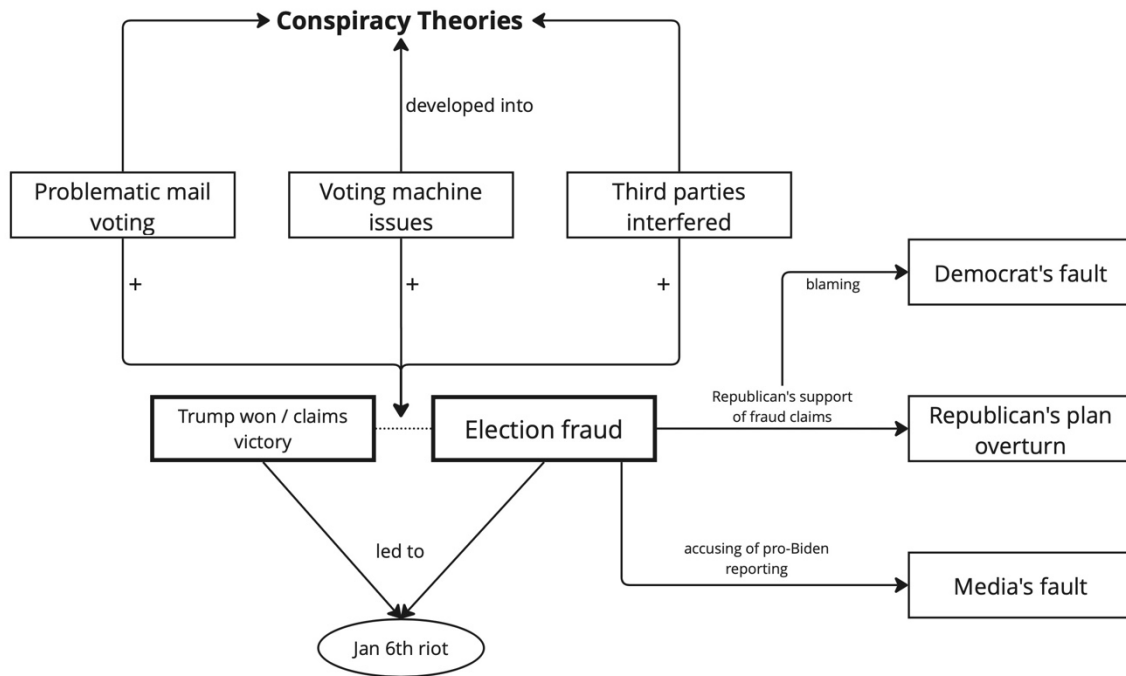 Conspiracy Theories
developed into
Problematic mail
voting
Voting machine
issues
Third parties
interfered
+
+
+
blaming
Democrat's fault
Trump won / claims
victory
Election fraud
Republican's support
of fraud claims
Republican's plan
overturn
led to
accusing of pro-Biden
reporting
Media's fault
Jan 6th riot